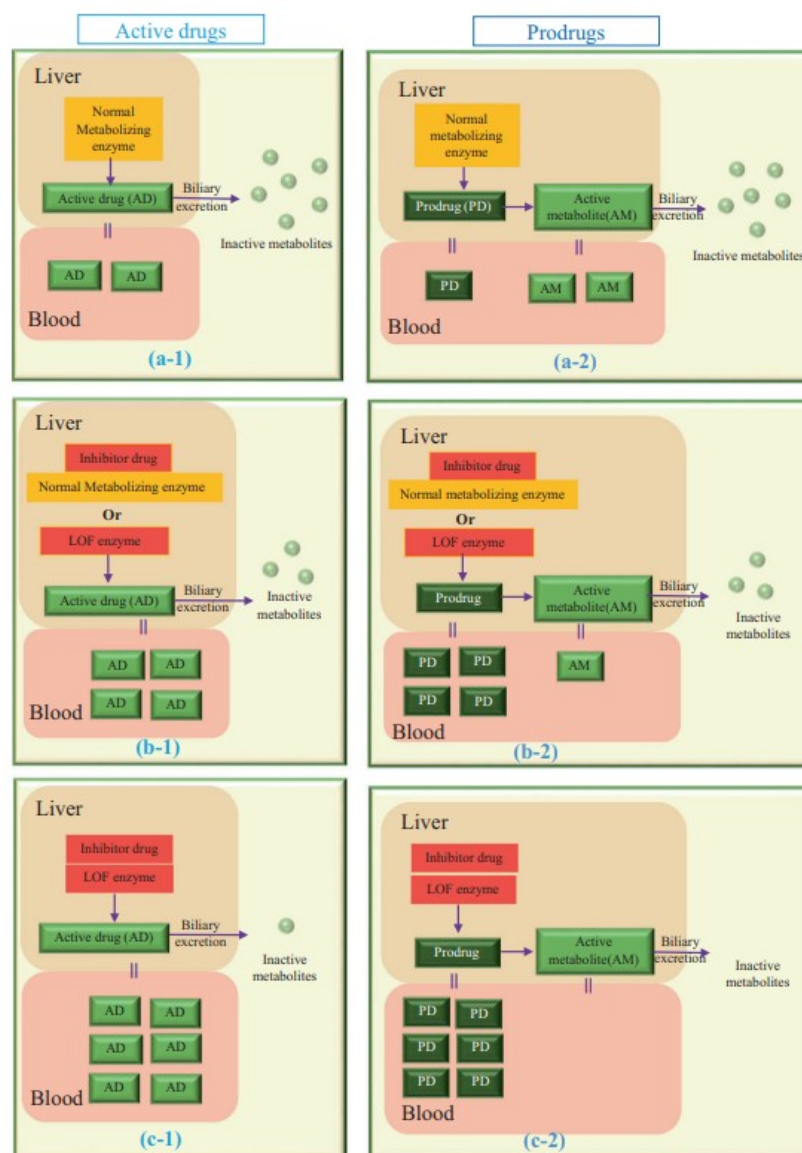 Active drugs
Prodrugs
Liver
Normal
Metabolizing
enzyme
Active drug (AD)
Biliary
excretion
Inactive metabolites
AD AD
Blood
(a-1)
Liver
Normal
metabolizing
enzyme
Prodrug (PD)
Active
metabolite(AM)
Biliary
excretion
Inactive metabolites
PD
AM AM
Blood
(a-2)
Liver
Inhibitor drug
Normal Metabolizing enzyme
Or
LOF enzyme
Active drug (AD)
Biliary
excretion
Inactive
metabolites
AD AD
AD AD
Blood
(b-1)
Liver
Inhibitor drug
Normal metabolizing enzyme
Or
LOF enzyme
Prodrug
Active
metabolite(AM)
Biliary
excretion
Inactive
metabolites
PD PD
AM
PD PD
Blood
(b-2)
Liver
Inhibitor drug
LOF enzyme
Active drug (AD)
Biliary
excretion
Inactive
metabolites
AD AD
AD AD
AD AD
Blood
(c-1)
Liver
Inhibitor drug
LOF enzyme
Prodrug
Active
metabolite(AM)
Biliary
excretion
Inactive
metabolites
PD PD
PD PD
PD PD
Blood
(c-2)